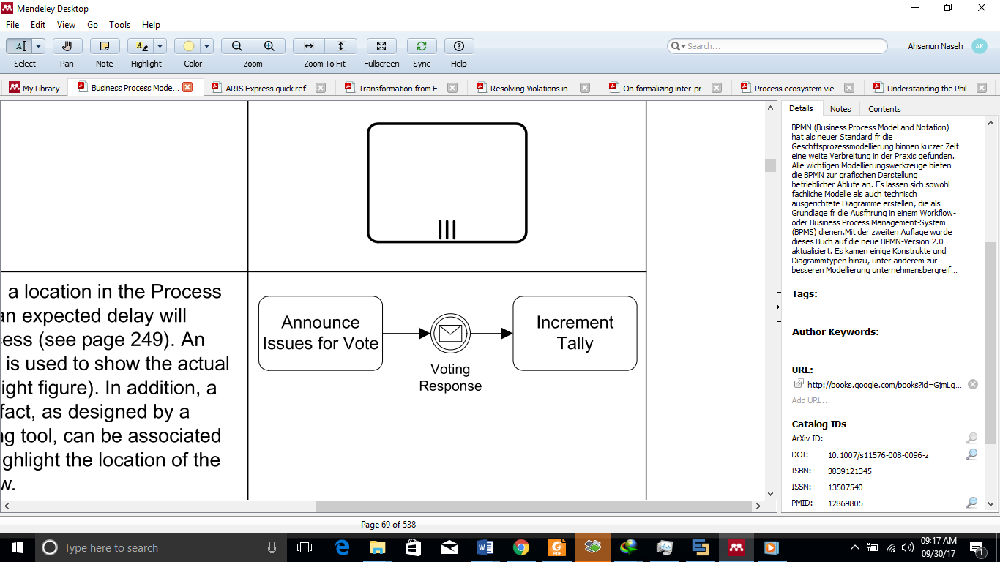 Mendeley Desktop
File Edit View Go Tools Help
Search...
Ahsanun Naseh AK
Select Pan Note Highlight Color Zoom Zoom To Fit Fullscreen Sync Help
My Library Business Process Mode... ARIS Express quick ref... Transformation from E... Resolving Violations in ... On formalizing inter-pr... Process ecosystem vie... Understanding the Phil...
a location in the Process
an expected delay will
cess (see page 249). An
is used to show the actual
right figure). In addition, a
fact, as designed by a
ng tool, can be associated
ighlight the location of the
w.
Announce
Issues for Vote
Voting
Response
Increment
Tally
Details Notes Contents
BPMN (Business Process Model and Notation)
hat als neuer Standard fr die
Geschftsprozessmodellierung binnen kurzer Zeit
eine weite Verbreitung in der Praxis gefunden.
Alle wichtigen Modellierungswerkzeuge bieten
die BPMN zur grafischen Darstellung
betrieblicher Ablufe an. Es lassen sich sowohl
fachliche Modelle als auch technisch
ausgerichtete Diagramme erstellen, die als
Grundlage fr die Ausfhrung in einem Workflow-
oder Business Process Management-System
(BPMS) dienen.Mit der zweiten Auflage wurde
dieses Buch auf die neue BPMN-Version 2.0
aktualisiert. Es kamen einige Konstrukte und
Diagrammtypen hinzu, unter anderem zur
besseren Modellierung unternehmensbergreif...
Tags:
Author Keywords:
URL:
http://books.google.com/books?id=GjmLq...
Add URL...
Catalog IDs
ArXiv ID:
DOI: 10.1007/s11576-008-0096-z
ISBN: 3839121345
ISSN: 13507540
PMID: 12869805
Page 69 of 538
Type here to search
PDF
09:17 AM
09/30/17
1